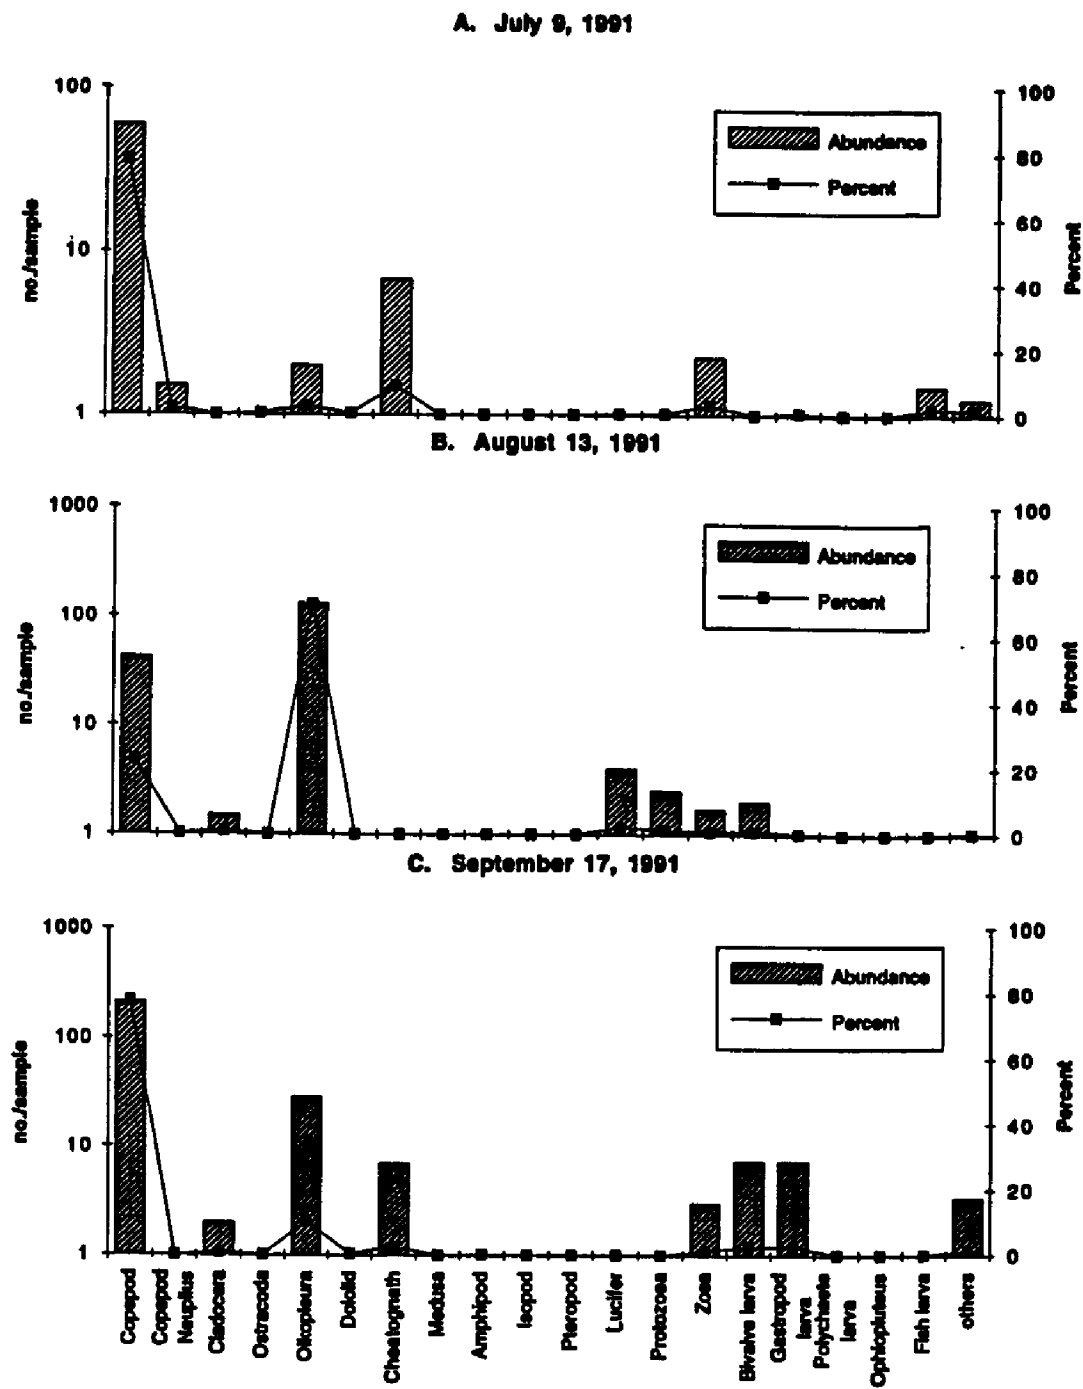 A. July 9, 1991
100
10
1
no./sample
100
80
60
40
20
0
Percent
Abundance
Percent
B. August 13, 1991
1000
100
10
1
no./sample
100
80
60
40
20
0
Percent
Abundance
Percent
C. September 17, 1991
1000
100
10
1
no./sample
100
80
60
40
20
0
Percent
Abundance
Percent
Copepod
Copepod
Nauplius
Cladocara
Ostracoda
Oikopleura
Doliolid
Cheatognath
Medusa
Amphipod
Isopod
Pteropod
Lucifer
Protozoea
Zoea
Bivalve larva
Gastropod
larva
Polychaete
larva
Ophiopluteus
Fish larva
others